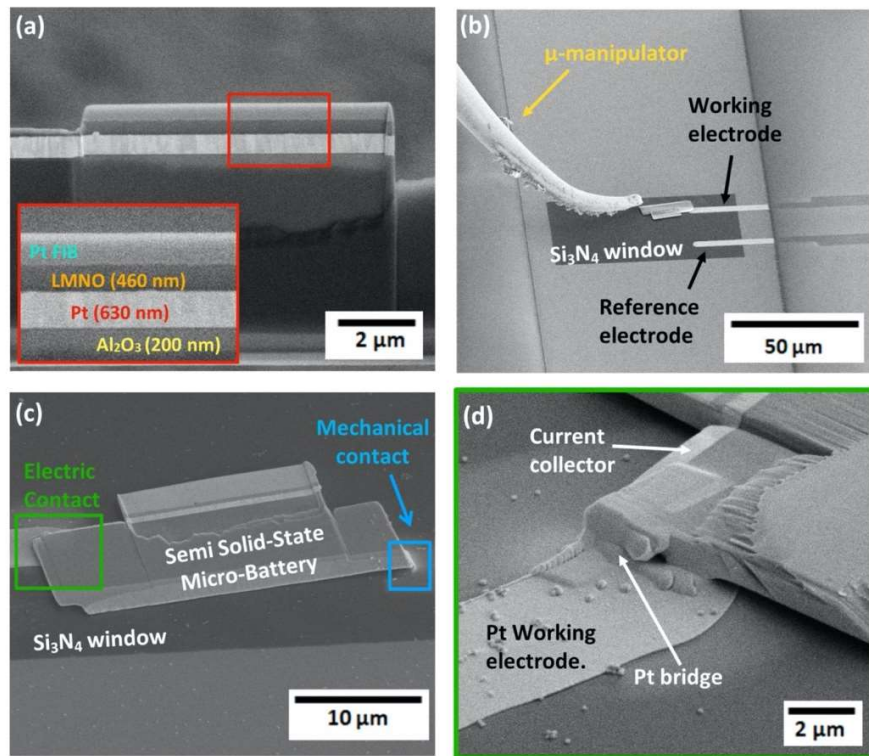 (a)
Pt FIB
LMNO (460 nm)
Pt (630 nm)
Al₂O₃ (200 nm)
2 μm
(b)
μ-manipulator
Working
electrode
Si₃N₄ window
Reference
electrode
50 μm
(c)
Electric
Contact
Mechanical
contact
Semi Solid-State
Micro-Battery
Si₃N₄ window
10 μm
(d)
Current
collector
Pt Working
electrode.
Pt bridge
2 μm